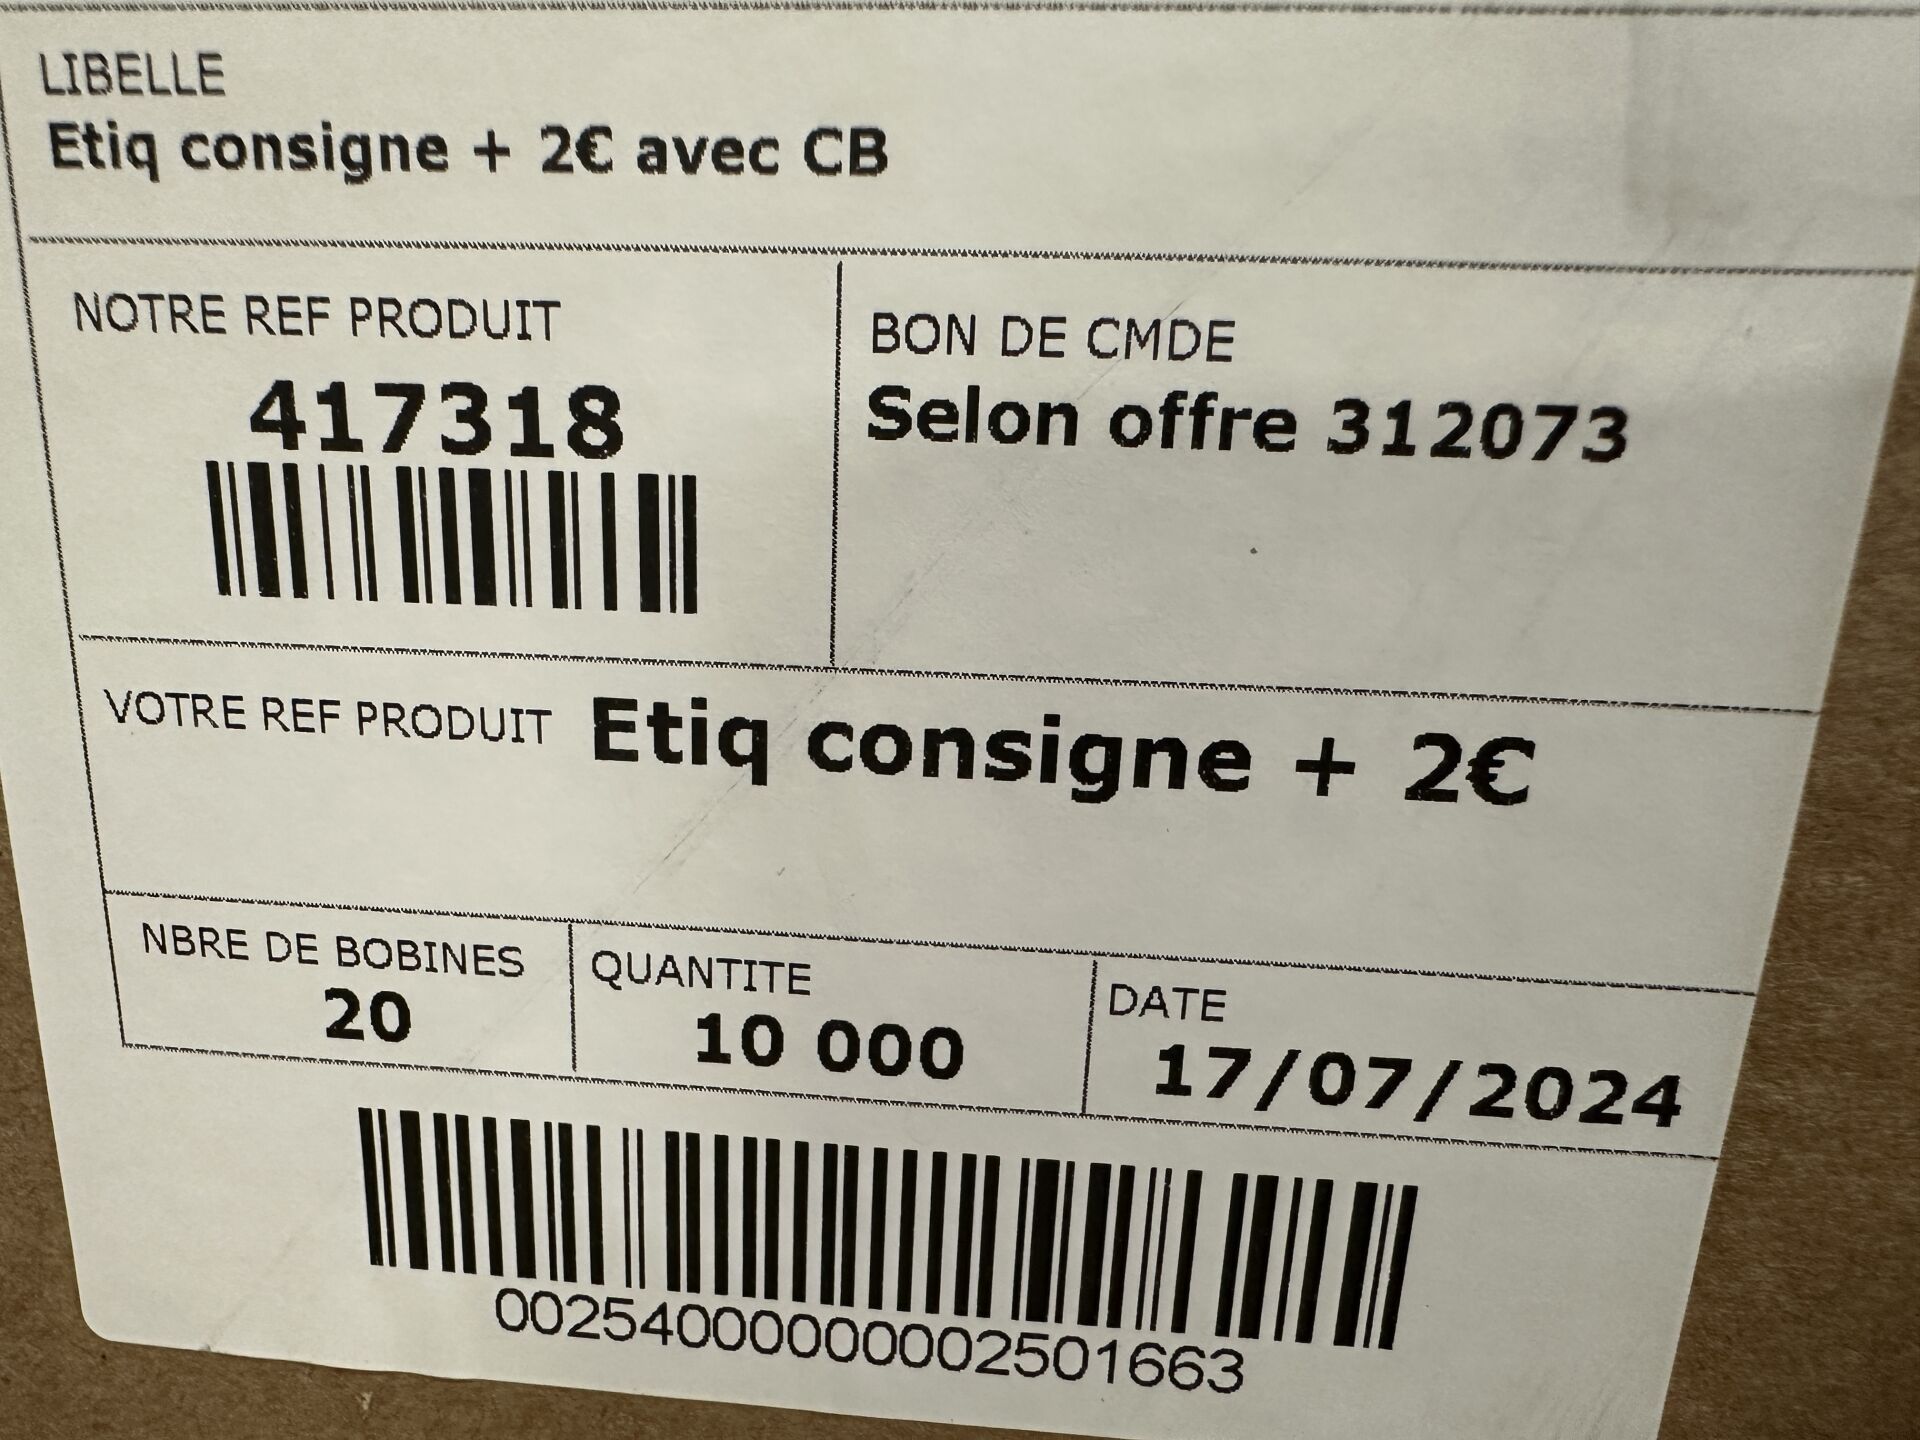 LIBELLE
Etiq consigne + 2€ avec CB
NOTRE REF PRODUIT
417318
BON DE CMDE
Selon offre 312073
VOTRE REF PRODUIT Etiq consigne + 2€
NBRE DE BOBINES
20
QUANTITE
10 000
DATE
17/07/2024
00254000000002501663